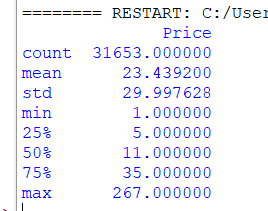 ======== RESTART: C:/User
Price
count 31653.000000
mean 23.439200
std 29.997628
min 1.000000
25% 5.000000
50% 11.000000
75% 35.000000
max 267.000000